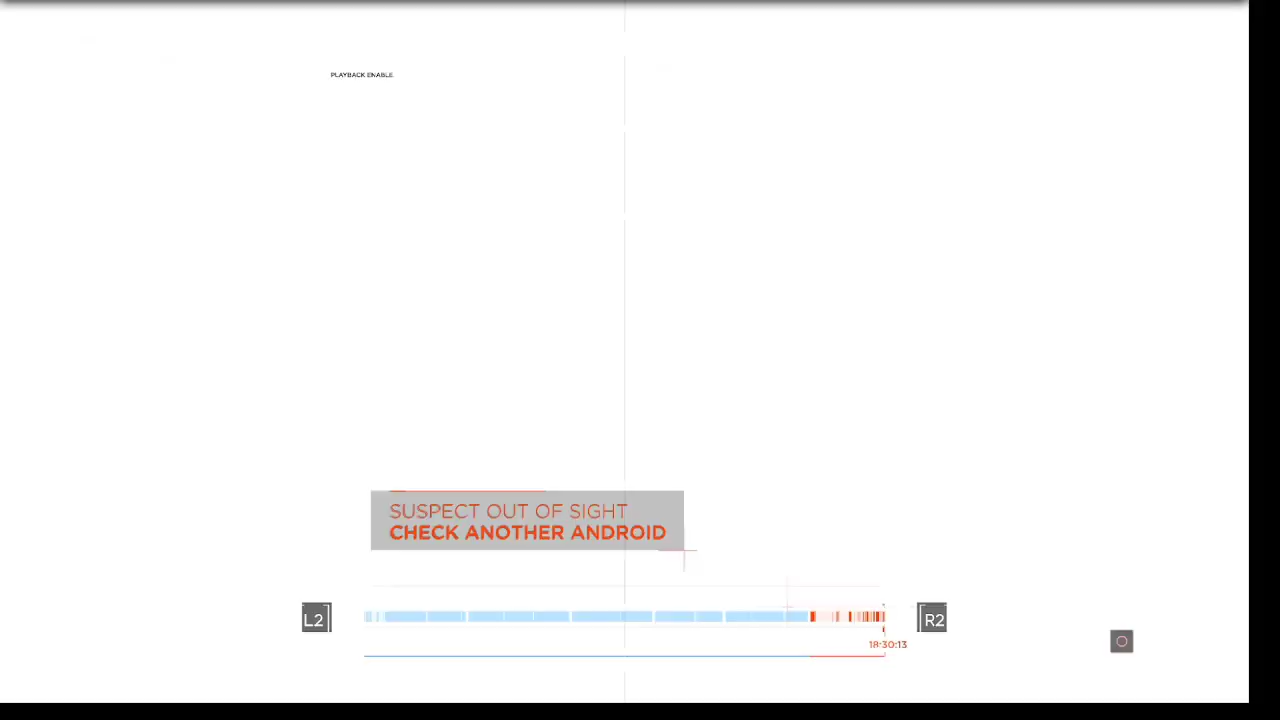 PLAYBACK ENABLE
SUSPECT OUT OF SIGHT
CHECK ANOTHER ANDROID
L2
R2
18:30:13